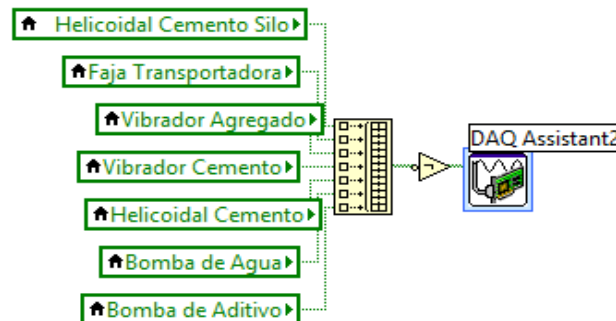 Helicoidal Cemento Silo
Faja Transportadora
Vibrador Agregado
DAQ Assistant2
Vibrador Cemento
Helicoidal Cemento
Bomba de Agua
Bomba de Aditivo